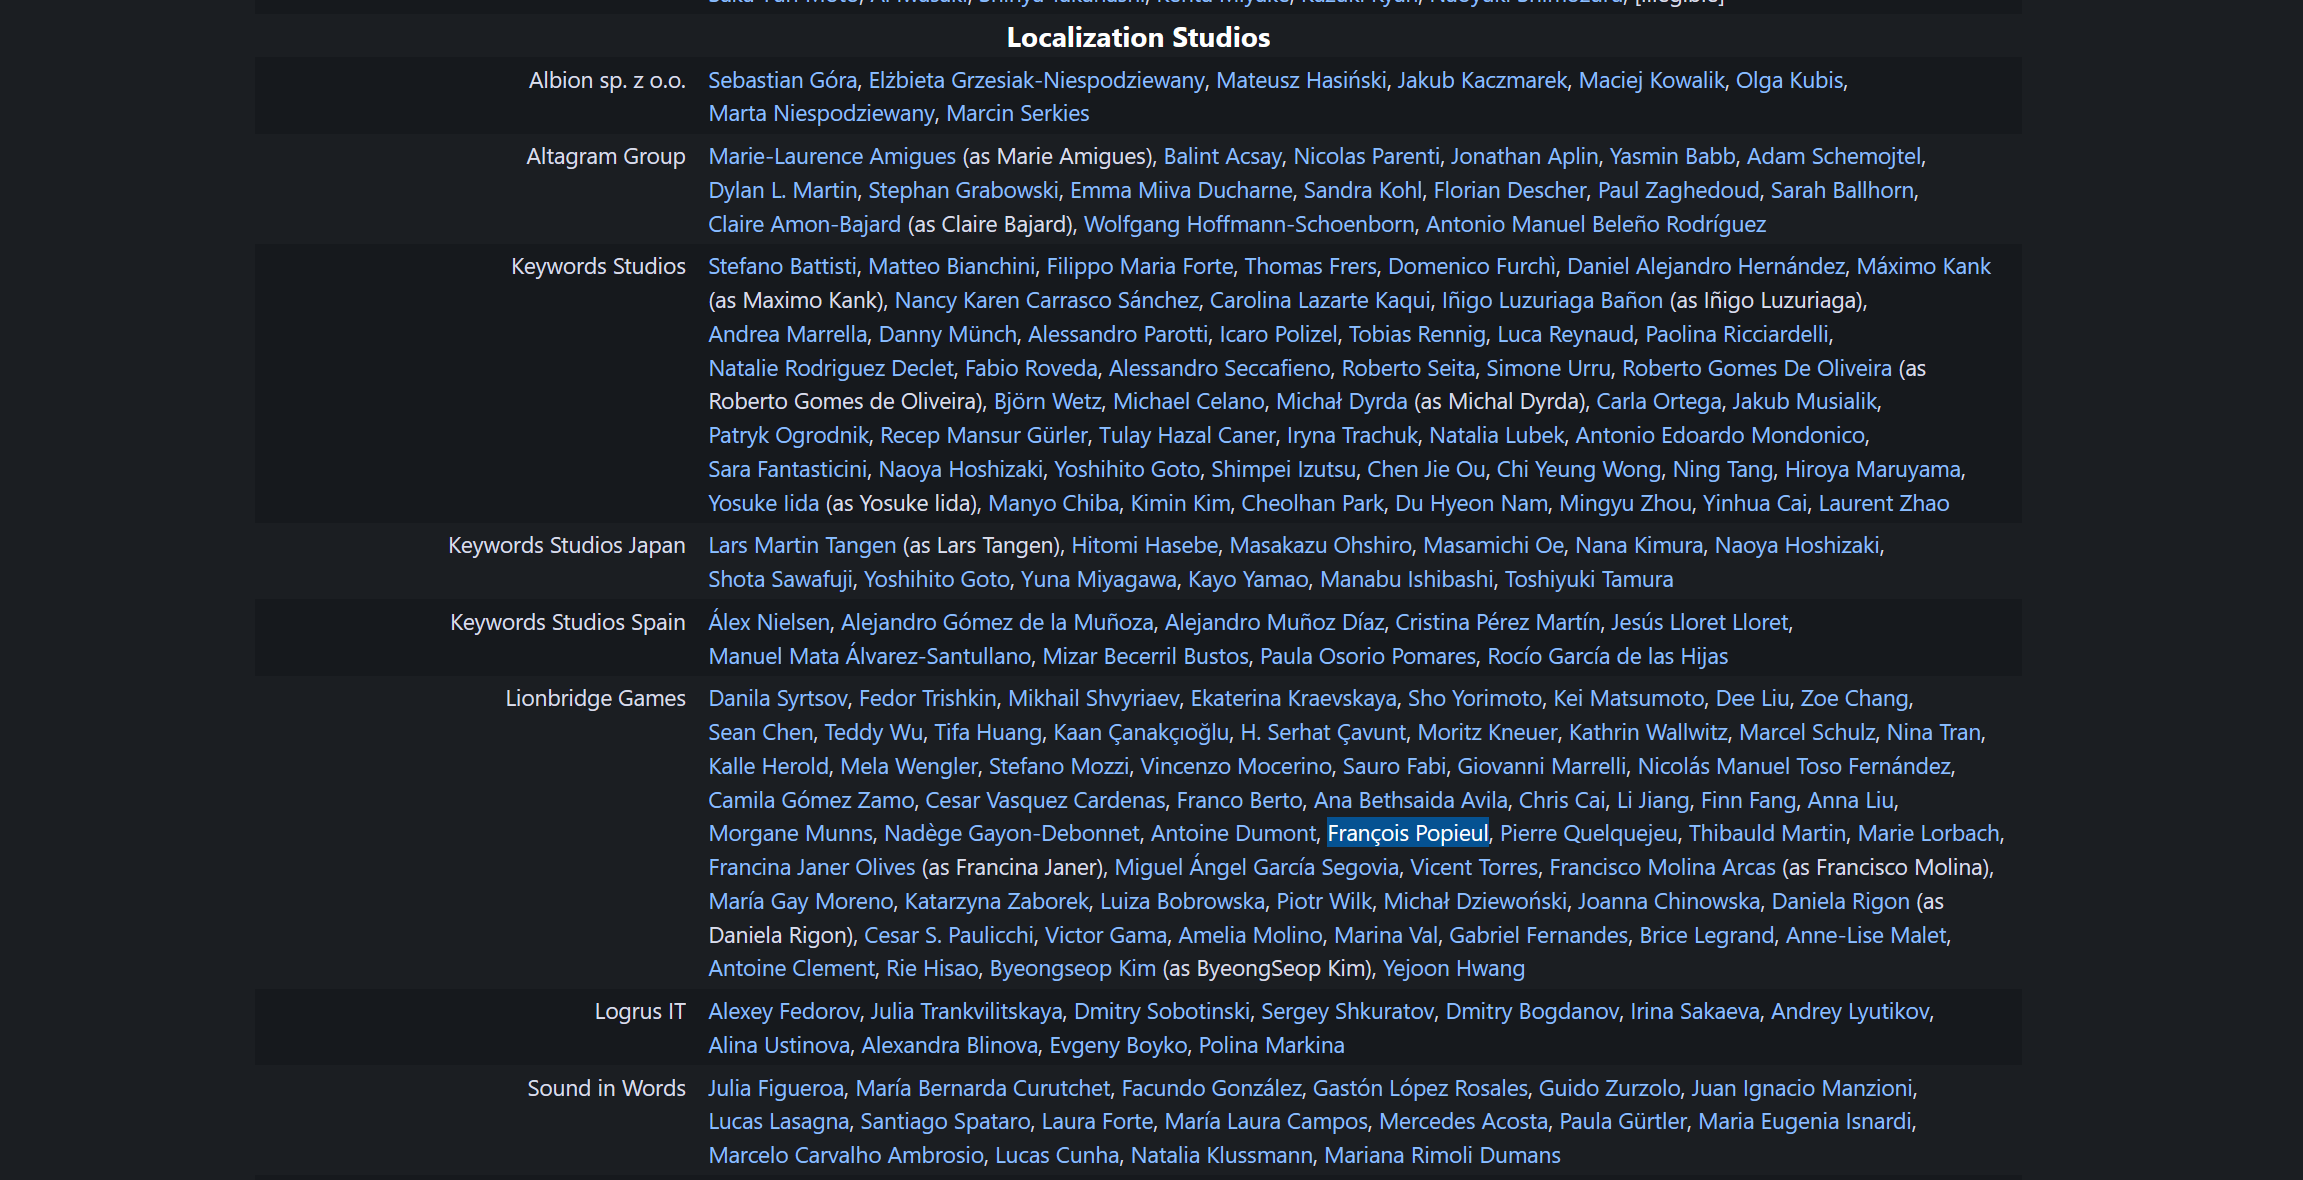 Localization Studios
Albion sp. z o.o. Sebastian Góra, Elżbieta Grzesiak-Niespodziewany, Mateusz Hasiński, Jakub Kaczmarek, Maciej Kowalik, Olga Kubis,
Marta Niespodziewany, Marcin Serkies
Altagram Group Marie-Laurence Amigues (as Marie Amigues), Balint Acsay, Nicolas Parenti, Jonathan Aplin, Yasmin Babb, Adam Schemojtel,
Dylan L. Martin, Stephan Grabowski, Emma Miiva Ducharne, Sandra Kohl, Florian Descher, Paul Zaghedoud, Sarah Ballhorn,
Claire Amon-Bajard (as Claire Bajard), Wolfgang Hoffmann-Schoenborn, Antonio Manuel Beleño Rodríguez
Keywords Studios Stefano Battisti, Matteo Bianchini, Filippo Maria Forte, Thomas Frers, Domenico Furchì, Daniel Alejandro Hernández, Máximo Kank
(as Maximo Kank), Nancy Karen Carrasco Sánchez, Carolina Lazarte Kaqui, Iñigo Luzuriaga Bañon (as Iñigo Luzuriaga),
Andrea Marrella, Danny Münch, Alessandro Parotti, Icaro Polizel, Tobias Rennig, Luca Reynaud, Paolina Ricciardelli,
Natalie Rodriguez Declet, Fabio Roveda, Alessandro Seccafieno, Roberto Seita, Simone Urru, Roberto Gomes De Oliveira (as
Roberto Gomes de Oliveira), Björn Wetz, Michael Celano, Michał Dyrda (as Michal Dyrda), Carla Ortega, Jakub Musialik,
Patryk Ogrodnik, Recep Mansur Gürler, Tulay Hazal Caner, Iryna Trachuk, Natalia Lubek, Antonio Edoardo Mondonico,
Sara Fantasticini, Naoya Hoshizaki, Yoshihito Goto, Shimpei Izutsu, Chen Jie Ou, Chi Yeung Wong, Ning Tang, Hiroya Maruyama,
Yosuke Iida (as Yosuke lida), Manyo Chiba, Kimin Kim, Cheolhan Park, Du Hyeon Nam, Mingyu Zhou, Yinhua Cai, Laurent Zhao
Keywords Studios Japan Lars Martin Tangen (as Lars Tangen), Hitomi Hasebe, Masakazu Ohshiro, Masamichi Oe, Nana Kimura, Naoya Hoshizaki,
Shota Sawafuji, Yoshihito Goto, Yuna Miyagawa, Kayo Yamao, Manabu Ishibashi, Toshiyuki Tamura
Keywords Studios Spain Álex Nielsen, Alejandro Gómez de la Muñoza, Alejandro Muñoz Díaz, Cristina Pérez Martín, Jesús Lloret Lloret,
Manuel Mata Álvarez-Santullano, Mizar Becerril Bustos, Paula Osorio Pomares, Rocío García de las Hijas
Lionbridge Games Danila Syrtsov, Fedor Trishkin, Mikhail Shvyriaev, Ekaterina Kraevskaya, Sho Yorimoto, Kei Matsumoto, Dee Liu, Zoe Chang,
Sean Chen, Teddy Wu, Tifa Huang, Kaan Çanakçıoğlu, H. Serhat Çavunt, Moritz Kneuer, Kathrin Wallwitz, Marcel Schulz, Nina Tran,
Kalle Herold, Mela Wengler, Stefano Mozzi, Vincenzo Mocerino, Sauro Fabi, Giovanni Marrelli, Nicolás Manuel Toso Fernández,
Camila Gómez Zamo, Cesar Vasquez Cardenas, Franco Berto, Ana Bethsaida Avila, Chris Cai, Li Jiang, Finn Fang, Anna Liu,
Morgane Munns, Nadège Gayon-Debonnet, Antoine Dumont, François Popieul, Pierre Quelquejeu, Thibauld Martin, Marie Lorbach,
Francina Janer Olives (as Francina Janer), Miguel Ángel García Segovia, Vicent Torres, Francisco Molina Arcas (as Francisco Molina),
María Gay Moreno, Katarzyna Zaborek, Luiza Bobrowska, Piotr Wilk, Michał Dziewoński, Joanna Chinowska, Daniela Rigon (as
Daniela Rigon), Cesar S. Paulicchi, Victor Gama, Amelia Molino, Marina Val, Gabriel Fernandes, Brice Legrand, Anne-Lise Malet,
Antoine Clement, Rie Hisao, Byeongseop Kim (as ByeongSeop Kim), Yejoon Hwang
Logrus IT Alexey Fedorov, Julia Trankvilitskaya, Dmitry Sobotinski, Sergey Shkuratov, Dmitry Bogdanov, Irina Sakaeva, Andrey Lyutikov,
Alina Ustinova, Alexandra Blinova, Evgeny Boyko, Polina Markina
Sound in Words Julia Figueroa, María Bernarda Curutchet, Facundo González, Gastón López Rosales, Guido Zurzolo, Juan Ignacio Manzioni,
Lucas Lasagna, Santiago Spataro, Laura Forte, María Laura Campos, Mercedes Acosta, Paula Gürtler, Maria Eugenia Isnardi,
Marcelo Carvalho Ambrosio, Lucas Cunha, Natalia Klussmann, Mariana Rimoli Dumans